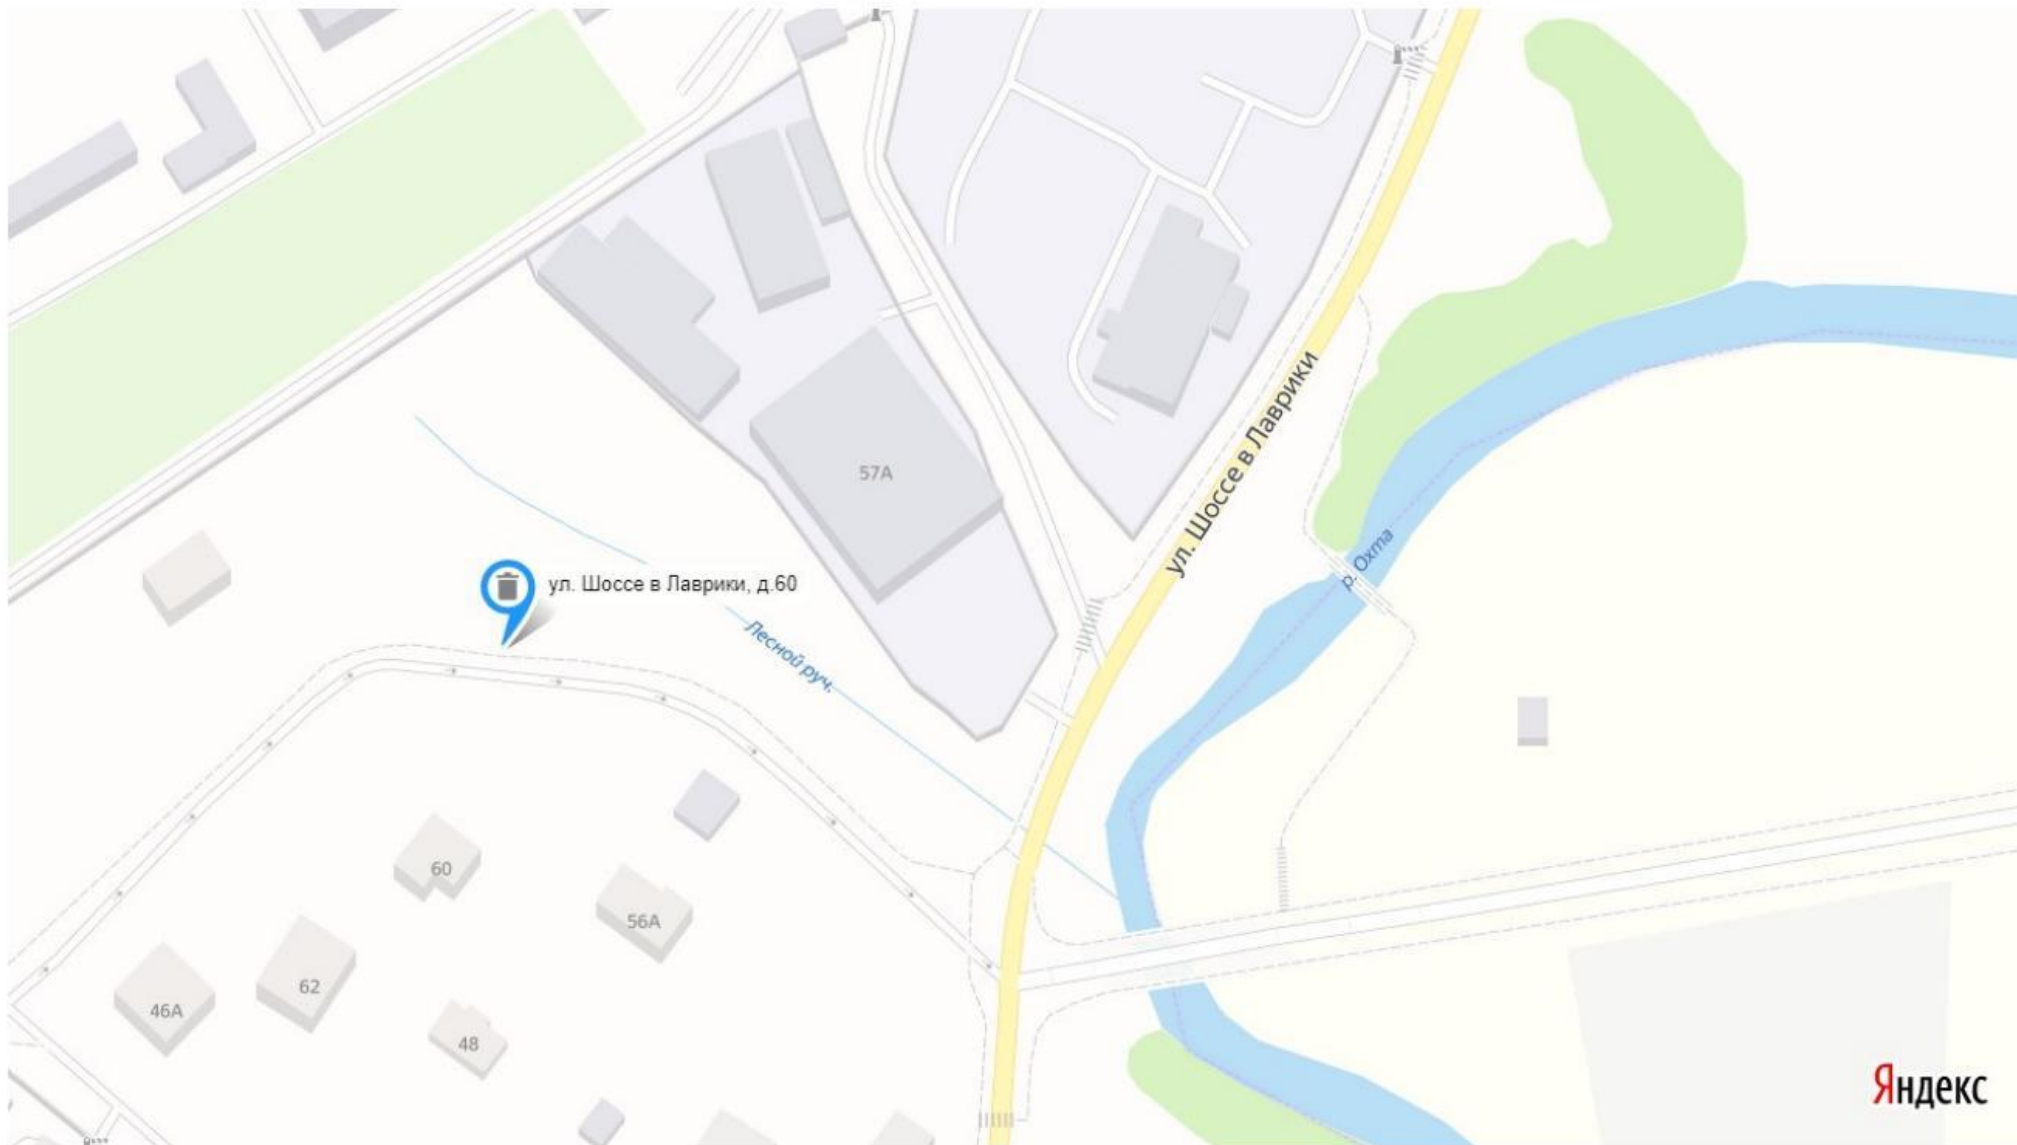 57А
ул. Шоссе в Лаврики
р. Охта
ул. Шоссе в Лаврики, д.60
Лесной руч.
60
56А
62
46А
48
Яндекс